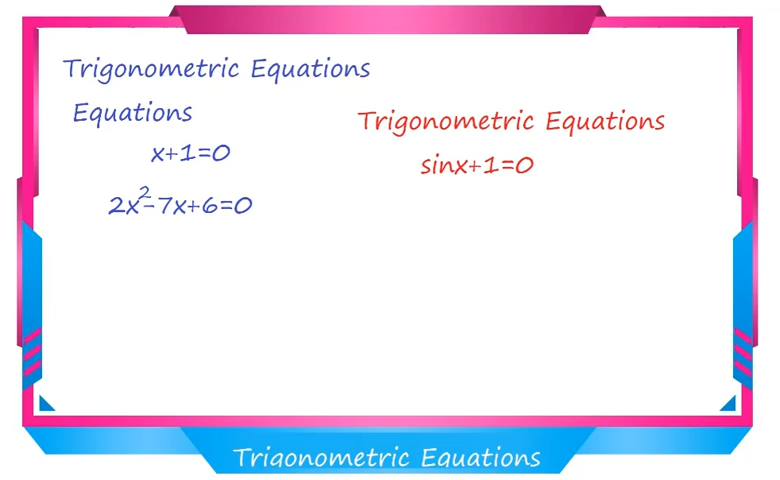 Trigonometric Equations
Equations
x+1=0
2x²-7x+6=0
Trigonometric Equations
sinx+1=0
Trigonometric Equations